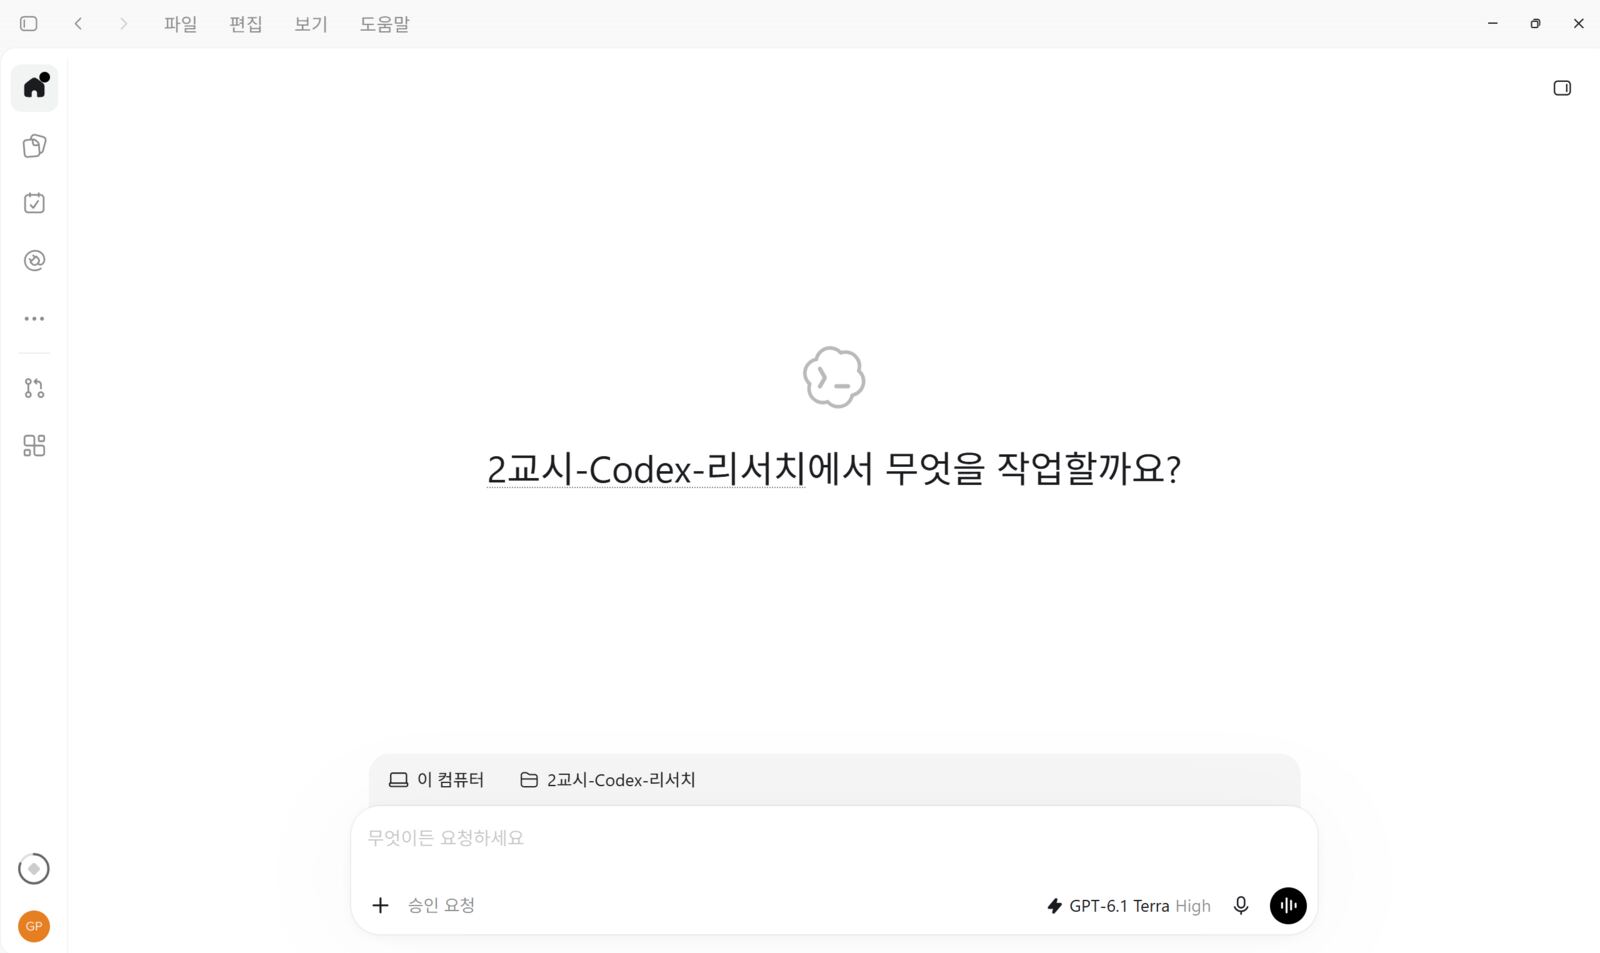 파일 편집 보기 도움말
2교시-Codex-리서치에서 무엇을 작업할까요?
이 컴퓨터 2교시-Codex-리서치
무엇이든 요청하세요
승인 요청 GPT-6.1 Terra High
GP